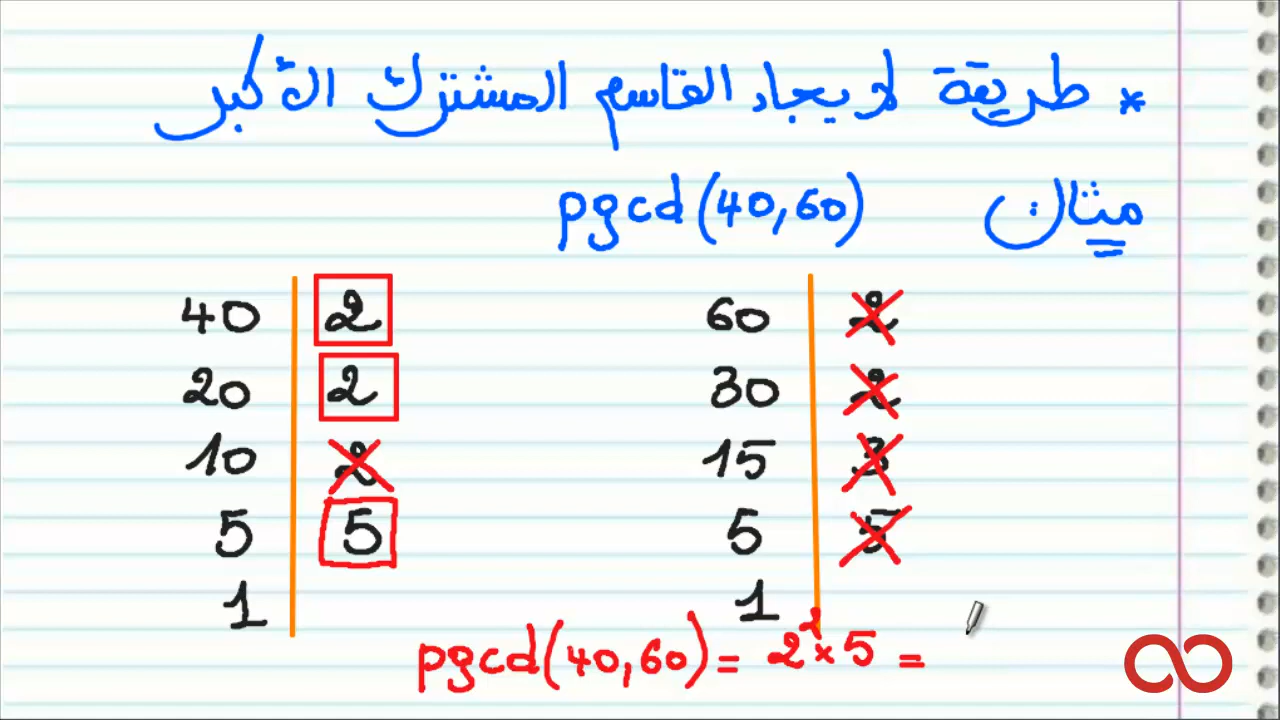 * طريقة لإيجاد القاسم المشترك الأكبر
مثال: pgcd(40,60)
40 | 2 60 | 2
20 | 2 30 | 2
10 | 2 15 | 3
5 | 5 5 | 5
1 | 1 |
pgcd(40,60) = 2² × 5 =